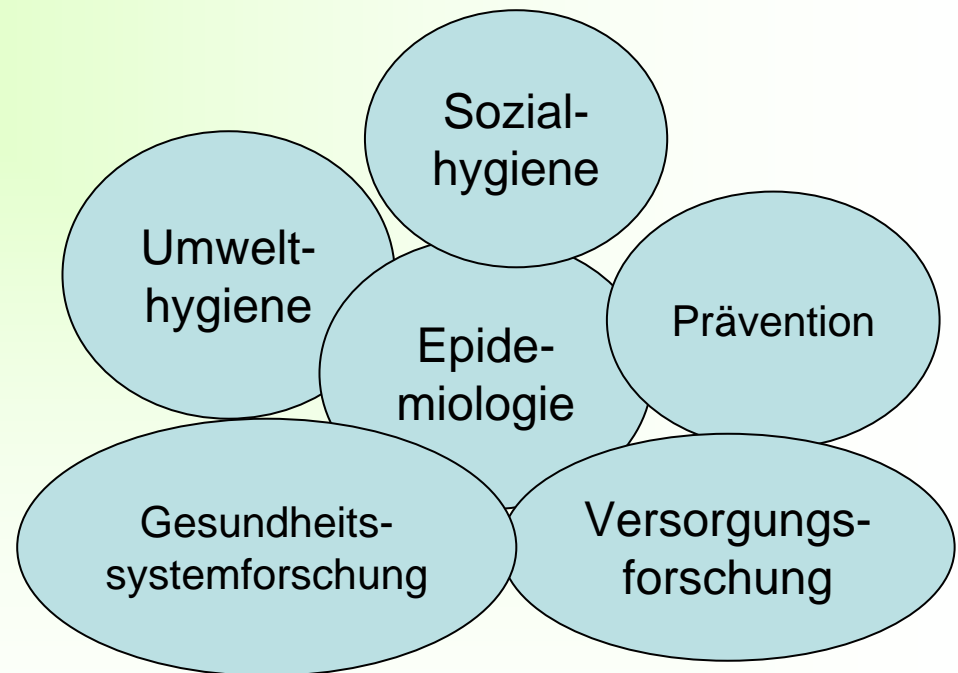 Sozial-
hygiene
Umwelt-
hygiene
Prävention
Epide-
miologie
Gesundheits-
systemforschung
Versorgungs-
forschung